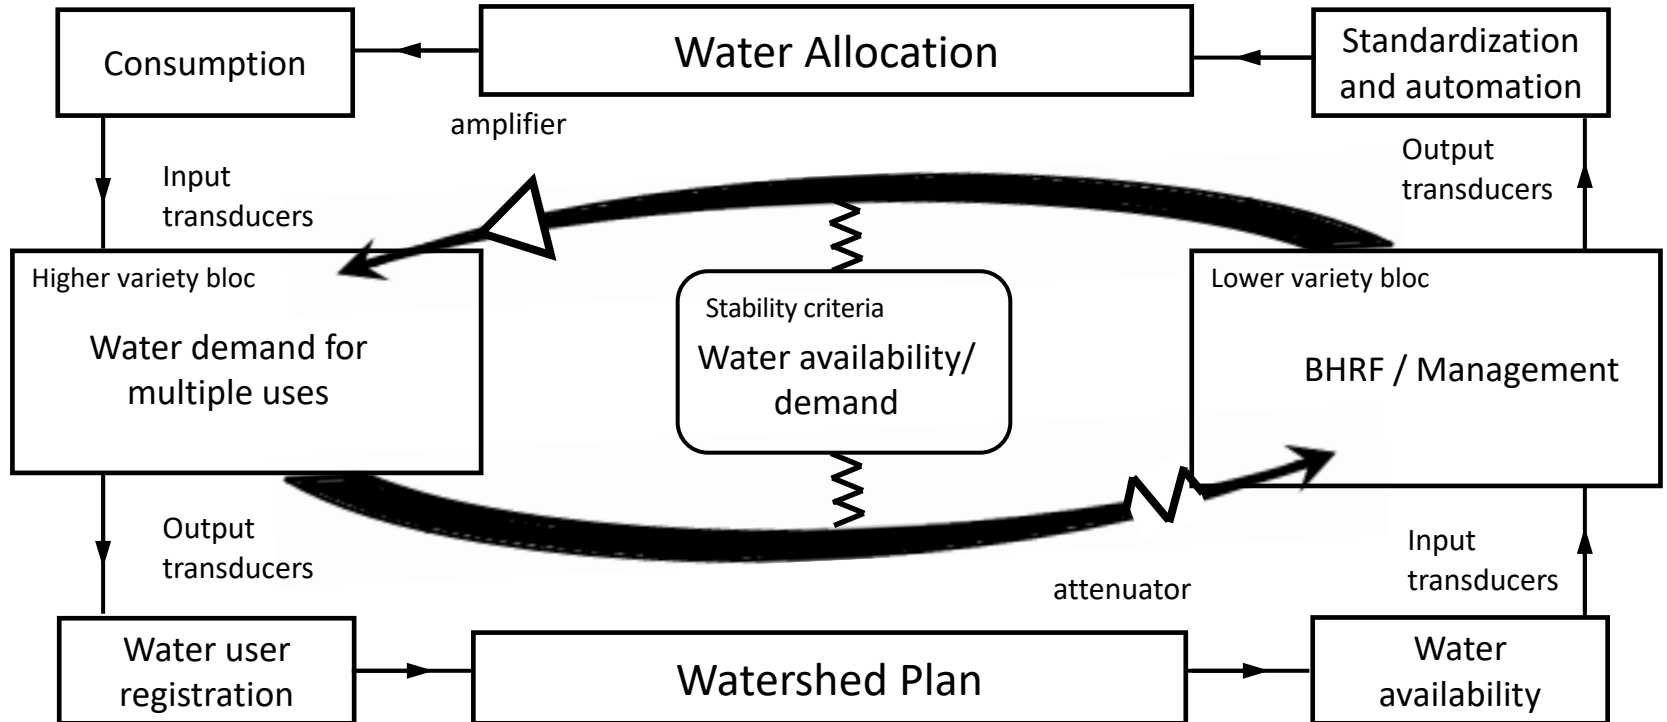 Consumption
Water Allocation
Standardization
and automation
amplifier
Input
transducers
Output
transducers
Higher variety bloc
Water demand for
multiple uses
Stability criteria
Water availability/
demand
Lower variety bloc
BHRF / Management
Output
transducers
attenuator
Input
transducers
Water user
registration
Watershed Plan
Water
availability